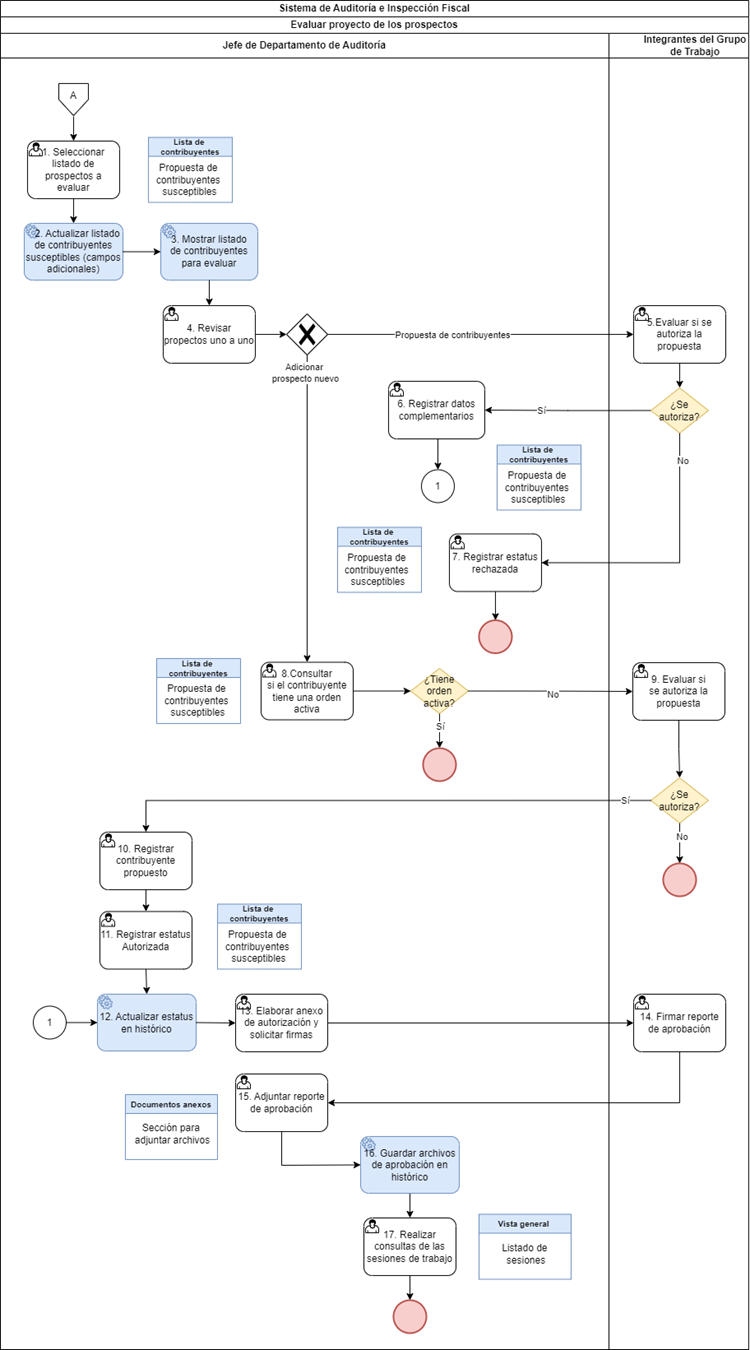 Sistema de Auditoría e Inspección Fiscal
Evaluar proyecto de los prospectos
Jefe de Departamento de Auditoría
Integrantes del Grupo
de Trabajo
A
1. Seleccionar
listado de
prospectos a
evaluar
Lista de
contribuyentes
Propuesta de
contribuyentes
susceptibles
2. Actualizar listado
de contribuyentes
susceptibles (campos
adicionales)
3. Mostrar listado
de contribuyentes
para evaluar
4. Revisar
propectos uno a uno
Propuesta de contribuyentes
5.Evaluar si se
autoriza la
propuesta
Adicionar
prospecto nuevo
6. Registrar datos
complementarios
Sí
¿Se
autoriza?
No
1
Lista de
contribuyentes
Propuesta de
contribuyentes
susceptibles
Lista de
contribuyentes
Propuesta de
contribuyentes
susceptibles
7. Registrar estatus
rechazada
Lista de
contribuyentes
Propuesta de
contribuyentes
susceptibles
8.Consultar
si el contribuyente
tiene una orden
activa
¿Tiene
orden
activa?
No
Sí
9. Evaluar si
se autoriza la
propuesta
Sí
¿Se
autoriza?
No
10. Registrar
contribuyente
propuesto
11. Registrar estatus
Autorizada
Lista de
contribuyentes
Propuesta de
contribuyentes
susceptibles
1
12. Actualizar estatus
en histórico
13. Elaborar anexo
de autorización y
solicitar firmas
14. Firmar reporte
de aprobación
Documentos anexos
Sección para
adjuntar archivos
15. Adjuntar reporte
de aprobación
16. Guardar archivos
de aprobación en
histórico
17. Realizar
consultas de las
sesiones de trabajo
Vista general
Listado de
sesiones